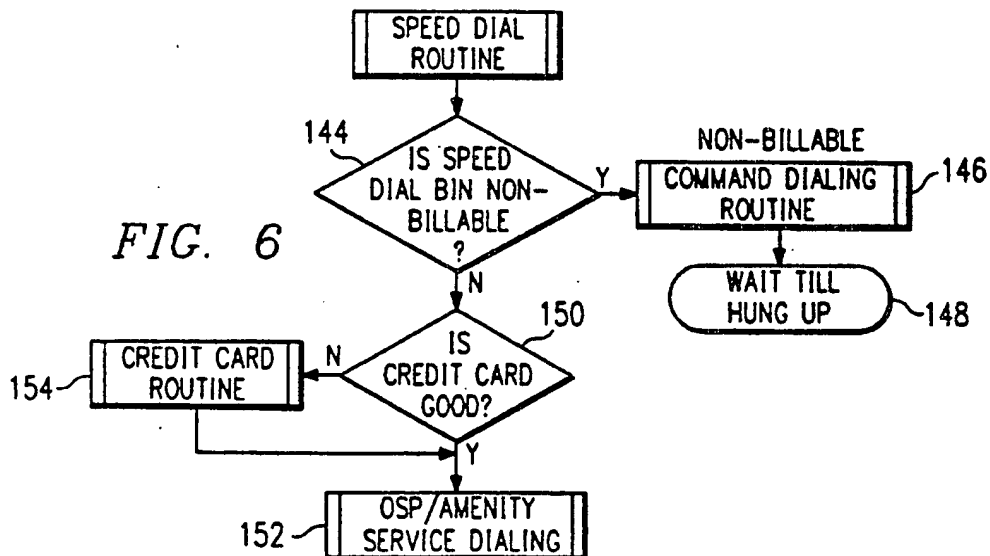 SPEED DIAL
ROUTINE
144
IS SPEED
DIAL BIN NON-
BILLABLE
?
Y
NON-BILLABLE
COMMAND DIALING
ROUTINE
146
WAIT TILL
HUNG UP
148
FIG. 6
N
150
IS
CREDIT CARD
GOOD?
N
CREDIT CARD
ROUTINE
154
Y
OSP/AMENITY
SERVICE DIALING
152